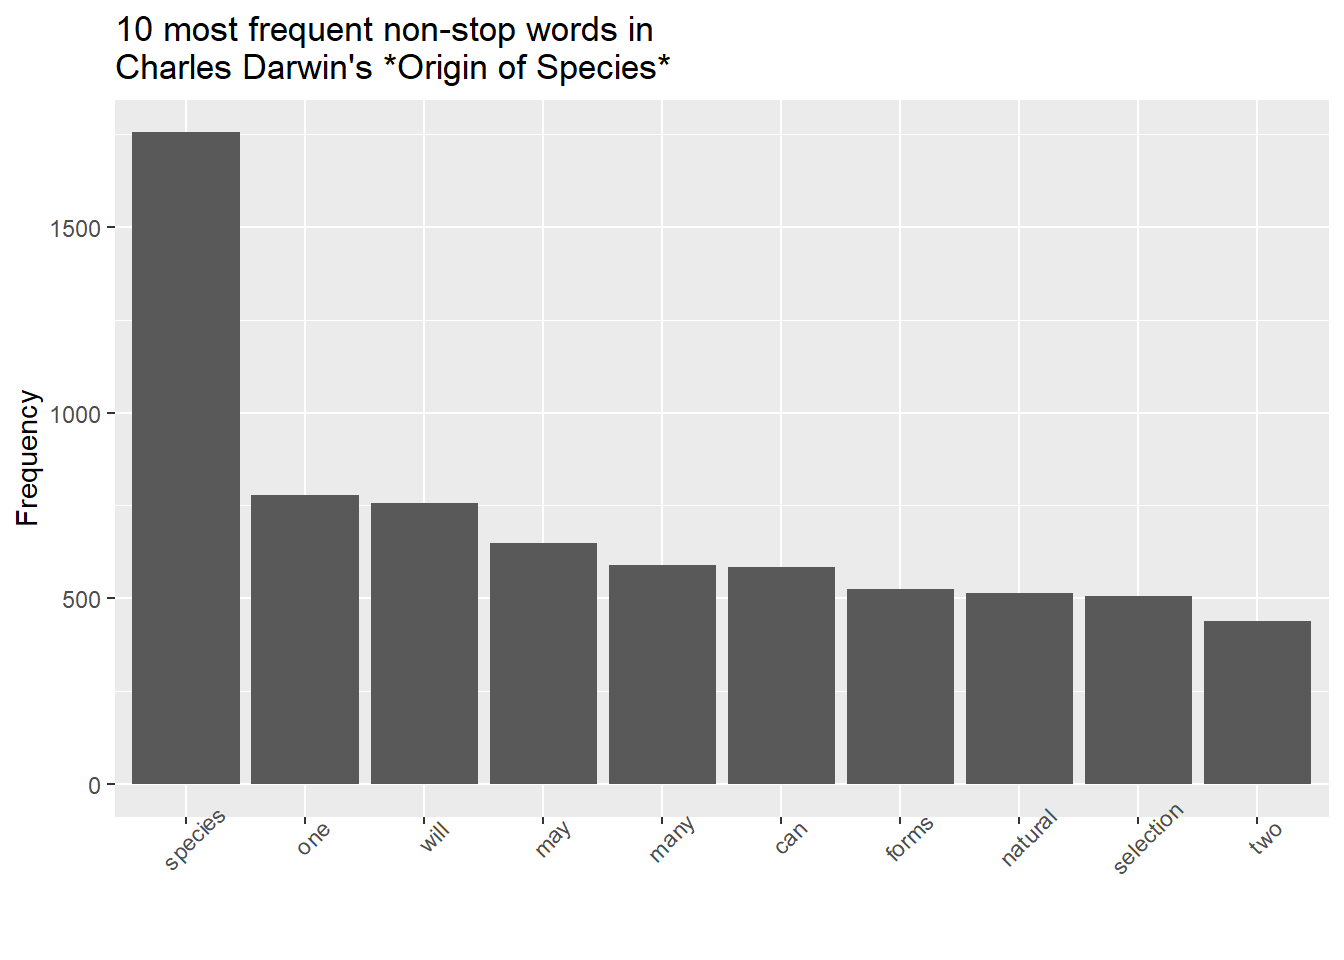 10 most frequent non-stop words in
Charles Darwin's *Origin of Species*
Frequency
1500
1000
500
0
species
one
will
may
many
can
forms
natural
selection
two